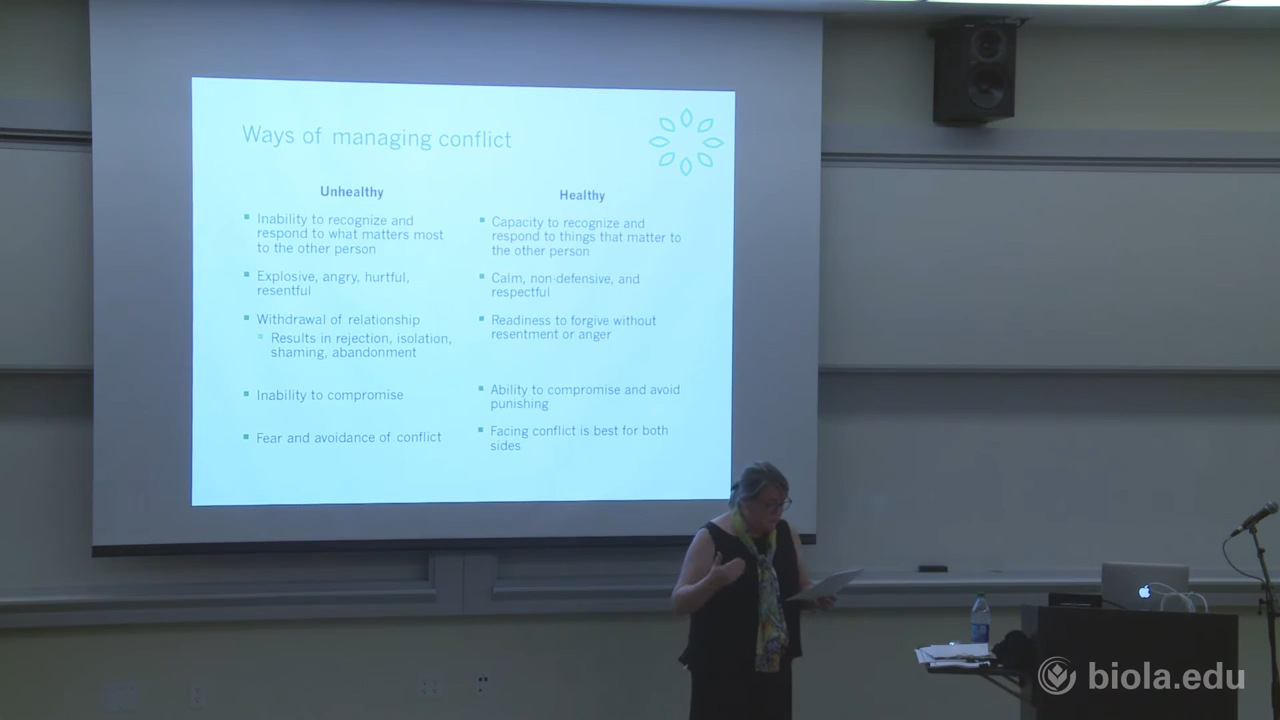 Ways of managing conflict
Unhealthy
Inability to recognize and
respond to what matters most
to the other person
Explosive, angry, hurtful,
resentful
Withdrawal of relationship
Results in rejection, isolation,
shaming, abandonment
Inability to compromise
Fear and avoidance of conflict
Healthy
Capacity to recognize and
respond to things that matter to
the other person
Calm, non-defensive, and
respectful
Readiness to forgive without
resentment or anger
Ability to compromise and avoid
punishing
Facing conflict is best for both
sides
biola.edu